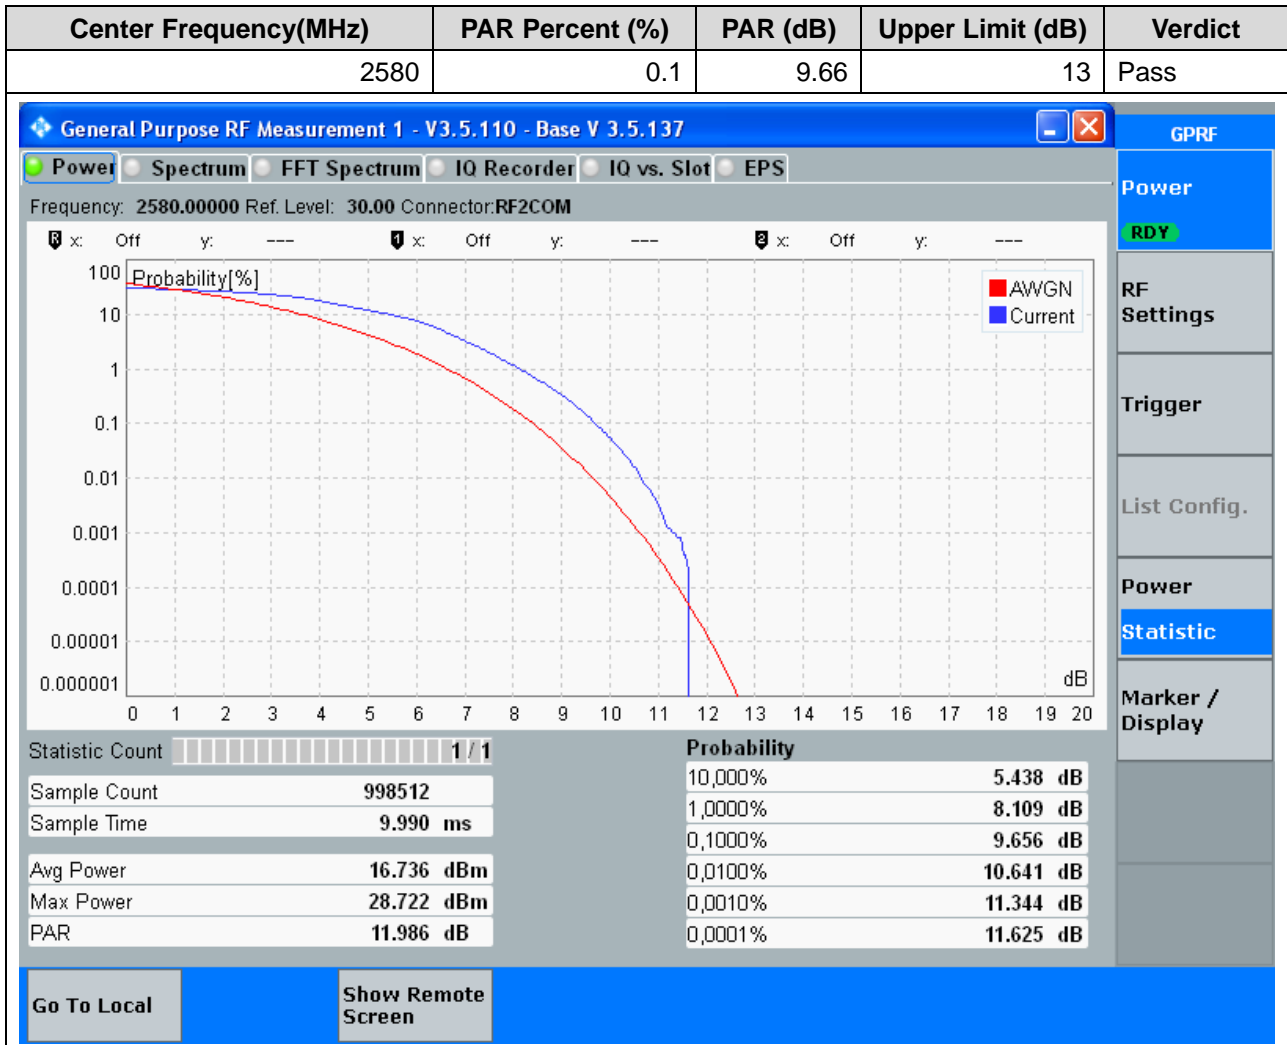 Center Frequency(MHz) PAR Percent (%) PAR (dB) Upper Limit (dB) Verdict
2580 0.1 9.66 13 Pass
General Purpose RF Measurement 1 - V3.5.110 - Base V 3.5.137
GPRF
Power Spectrum FFT Spectrum IQ Recorder IQ vs. Slot EPS
Frequency: 2580.00000 Ref. Level: 30.00 Connector:RF2COM
R x: Off y: --- 1 x: Off y: --- 2 x: Off y: ---
Probability[%]
100
10
1
0.1
0.01
0.001
0.0001
0.00001
0.000001
AWGN
Current
dB
0 1 2 3 4 5 6 7 8 9 10 11 12 13 14 15 16 17 18 19 20
Statistic Count 1 / 1
Sample Count 998512
Sample Time 9.990 ms
Avg Power 16.736 dBm
Max Power 28.722 dBm
PAR 11.986 dB
Probability
10,000% 5.438 dB
1,0000% 8.109 dB
0,1000% 9.656 dB
0,0100% 10.641 dB
0,0010% 11.344 dB
0,0001% 11.625 dB
Power
RDY
RF
Settings
Trigger
List Config.
Power
Statistic
Marker /
Display
Go To Local
Show Remote
Screen